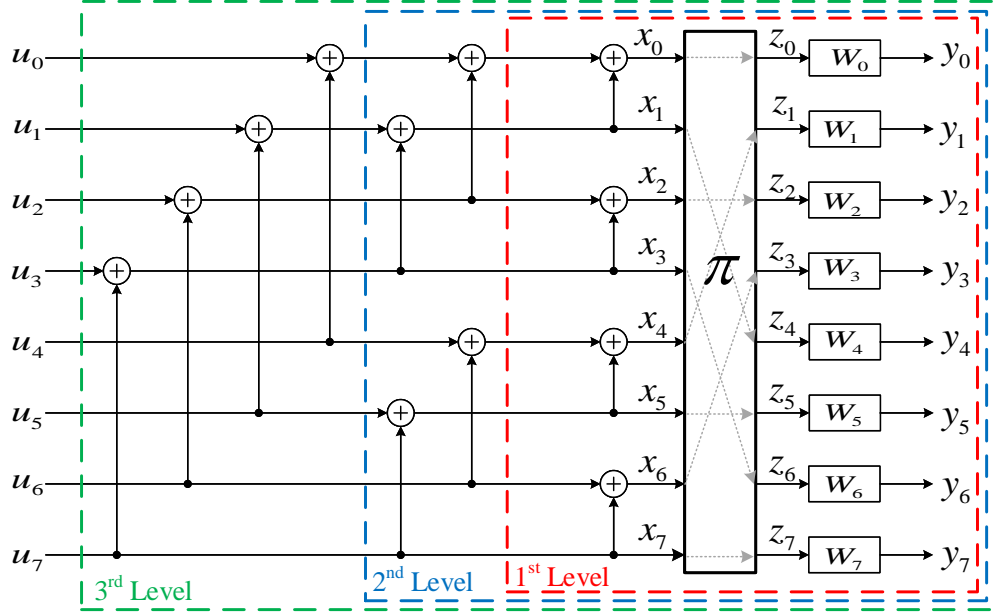 u₀ x₀ z₀ W₀ y₀
u₁ x₁ z₁ W₁ y₁
u₂ x₂ z₂ W₂ y₂
u₃ x₃ π z₃ W₃ y₃
u₄ x₄ z₄ W₄ y₄
u₅ x₅ z₅ W₅ y₅
u₆ x₆ z₆ W₆ y₆
u₇ x₇ z₇ W₇ y₇
3ʳᵈ Level 2ⁿᵈ Level 1ˢᵗ Level